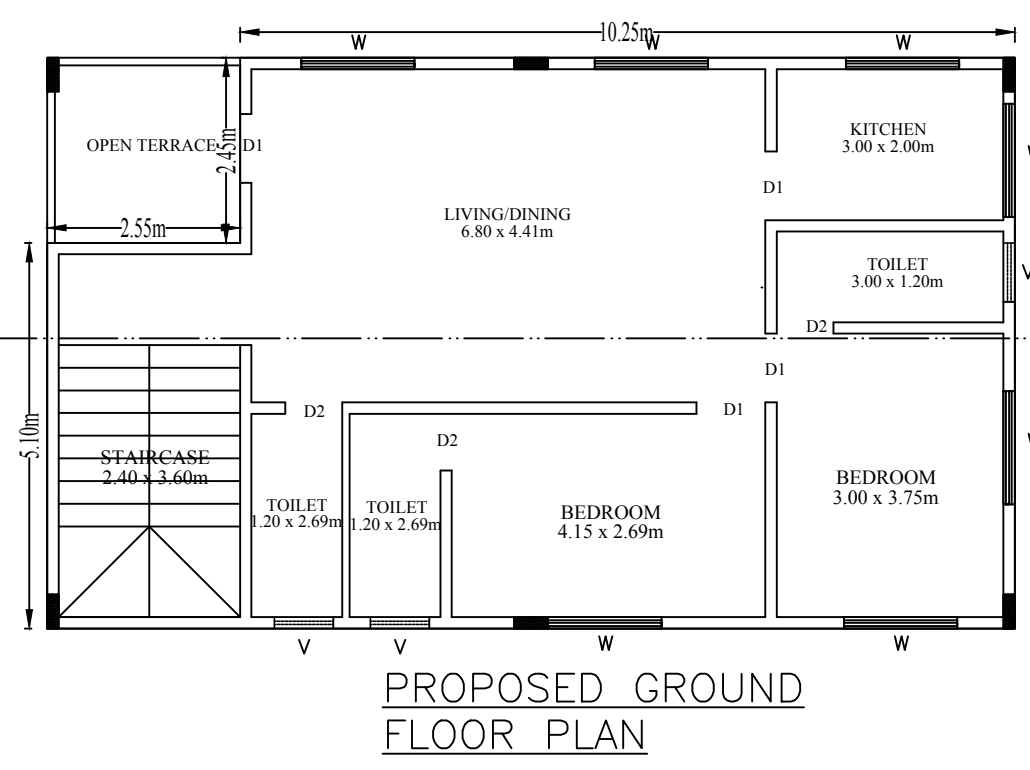 10.25m
W
W
W
OPEN TERRACE
2.45m
D1
KITCHEN
3.00 x 2.00m
W
D1
2.55m
LIVING/DINING
6.80 x 4.41m
TOILET
3.00 x 1.20m
V
D2
D1
D2
D1
5.10m
D2
STAIRCASE
2.40 x 3.60m
W
BEDROOM
3.00 x 3.75m
TOILET
1.20 x 2.69m
TOILET
1.20 x 2.69m
BEDROOM
4.15 x 2.69m
V
V
W
W
PROPOSED GROUND
FLOOR PLAN